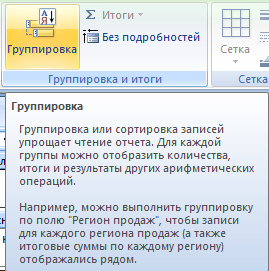 Σ Итоги
Без подробностей
Группировка
Сетка
Группировка и итоги
Сетка
Группировка
Группировка или сортировка записей
упрощает чтение отчета. Для каждой
группы можно отобразить количества,
итоги и результаты других арифметических
операций.
Например, можно выполнить группировку
по полю "Регион продаж", чтобы записи
для каждого региона продаж (а также
итоговые суммы по каждому региону)
отображались рядом.